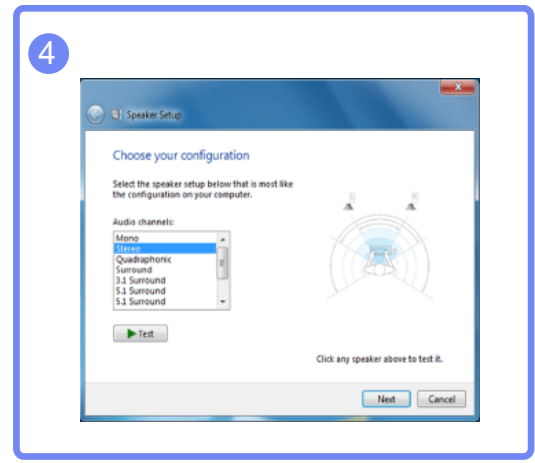 4
Speaker Setup
Choose your configuration
Select the speaker setup below that is most like
the configuration on your computer.
Audio channels:
Mono
Stereo
Quadraphonic
Surround
3.1 Surround
5.1 Surround
5.1 Surround
Test
Click any speaker above to test it.
Next
Cancel